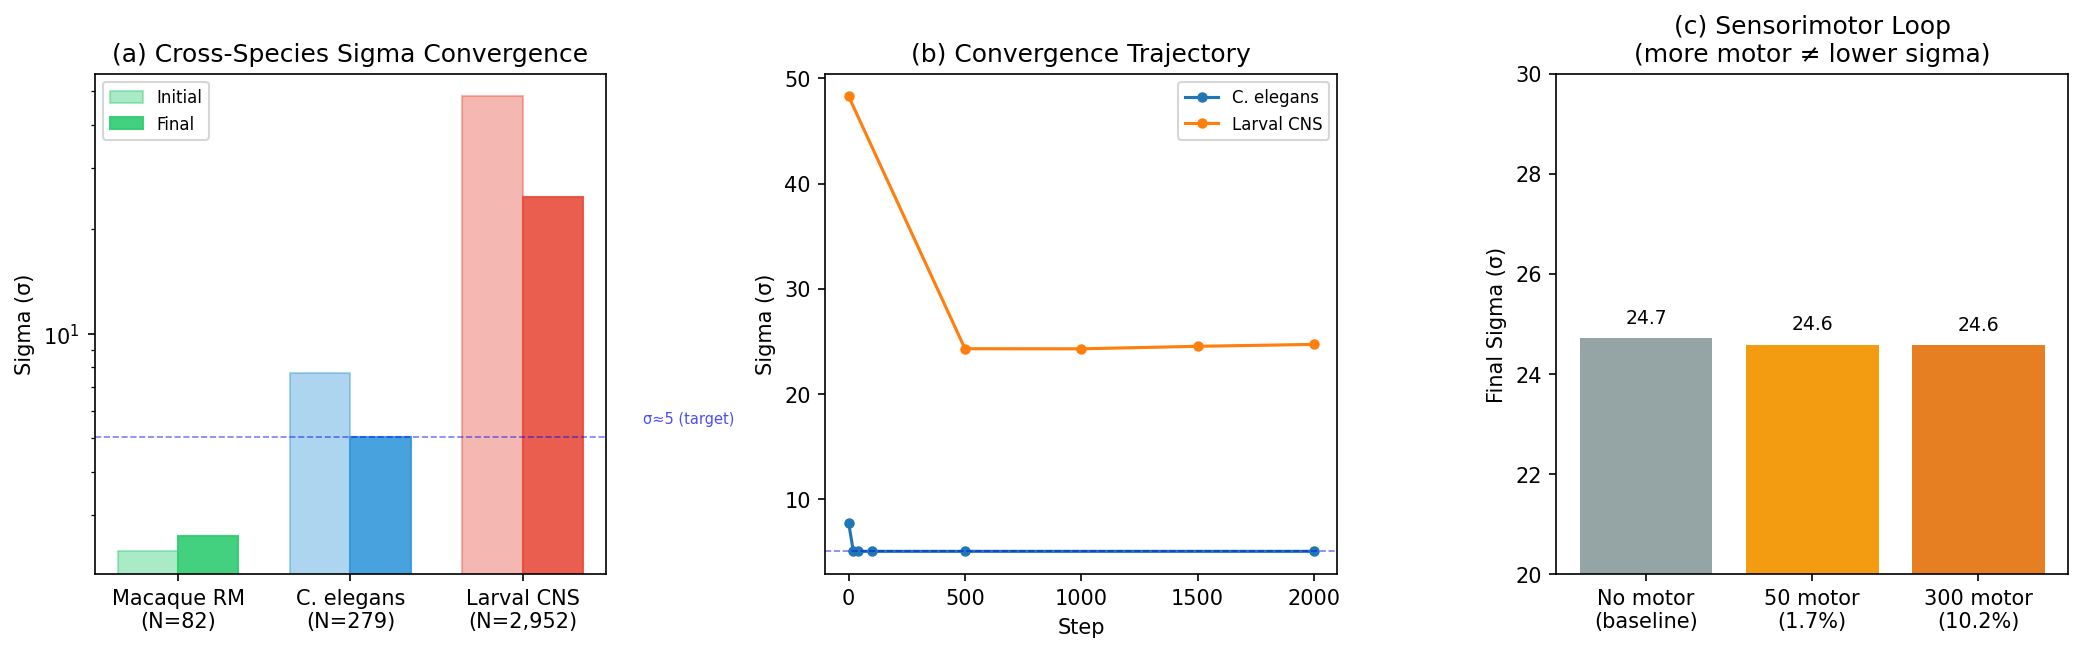 (a) Cross-Species Sigma Convergence
Initial
Final
Sigma (σ)
10¹
σ≈5 (target)
Macaque RM
(N=82)
C. elegans
(N=279)
Larval CNS
(N=2,952)
(b) Convergence Trajectory
C. elegans
Larval CNS
Sigma (σ)
50
40
30
20
10
0
500
1000
1500
2000
Step
(c) Sensorimotor Loop
(more motor ≠ lower sigma)
Final Sigma (σ)
30
28
26
24
22
20
24.7
24.6
24.6
No motor
(baseline)
50 motor
(1.7%)
300 motor
(10.2%)